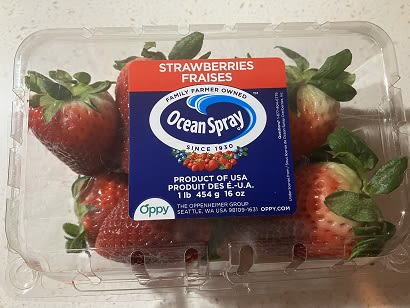 STRAWBERRIES
FRAISES
FAMILY FARMER OWNED
Ocean Spray
SINCE 1930
PRODUCT OF USA
PRODUIT DES É.-U.A.
1 lb 454 g 16 oz
Oppy
THE OPPENHEIMER GROUP
SEATTLE, WA USA 98109-1631 OPPY.COM